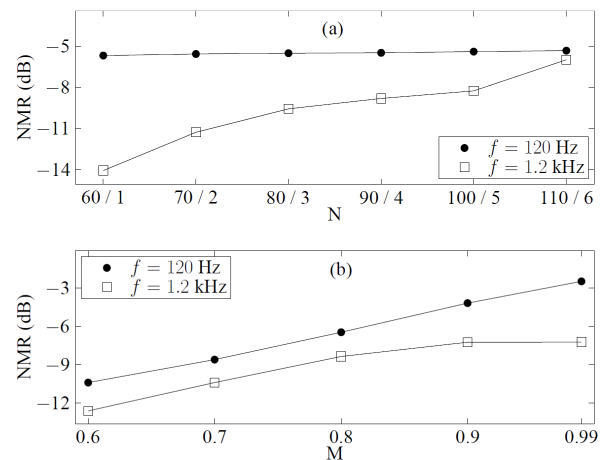 (a)
NMR (dB)
−5
−8
−11
−14
f = 120 Hz
f = 1.2 kHz
60 / 1 70 / 2 80 / 3 90 / 4 100 / 5 110 / 6
N
(b)
f = 120 Hz
f = 1.2 kHz
NMR (dB)
−3
−6
−9
−12
0.6 0.7 0.8 0.9 0.99
M